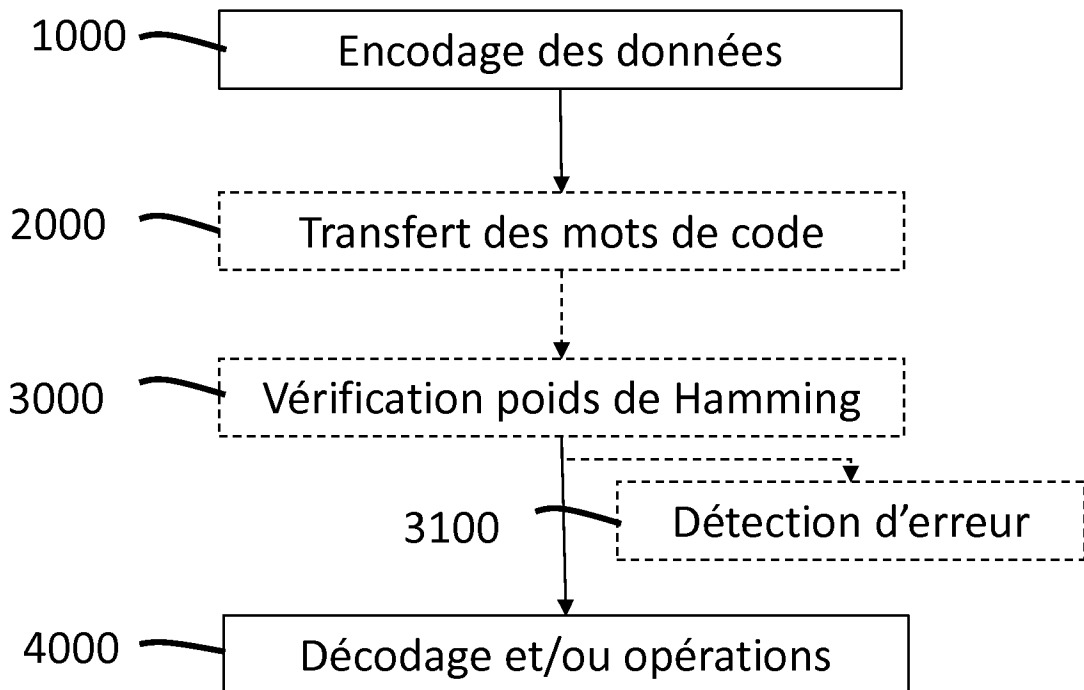 1000
Encodage des données
2000
Transfert des mots de code
3000
Vérification poids de Hamming
3100
Détection d'erreur
4000
Décodage et/ou opérations